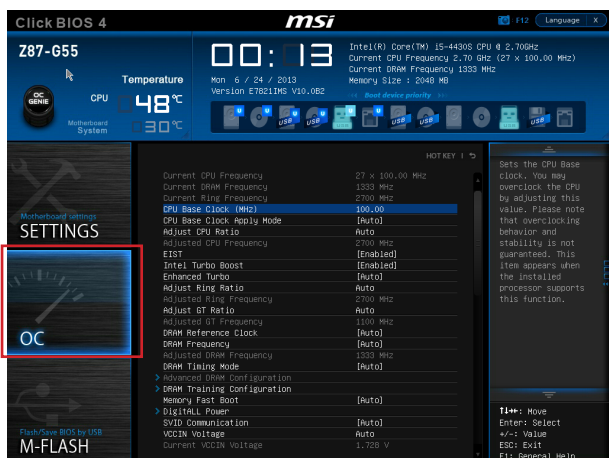 Click BIOS 4
msi
F12
Language
X
Z87-G55
OC
GENIE
Temperature
CPU 48°C
Motherboard
System 30°C
00:13
Mon 6 / 24 / 2013
Version E7821IMS V10.0B2
Intel(R) Core(TM) i5-4430S CPU @ 2.70GHz
Current CPU Frequency 2.70 GHz (27 x 100.00 MHz)
Current DRAM Frequency 1333 MHz
Memory Size : 2048 MB
Boot device priority
USB
USB
USB
USB
USB
Motherboard settings
SETTINGS
OC
Flash/Save BIOS by USB
M-FLASH
HOT KEY
Current CPU Frequency 27 x 100.00 MHz
Current DRAM Frequency 1333 MHz
Current Ring Frequency 2700 MHz
CPU Base Clock (MHz) 100.00
CPU Base Clock Apply Mode [Auto]
Adjust CPU Ratio Auto
Adjusted CPU Frequency 2700 MHz
EIST [Enabled]
Intel Turbo Boost [Enabled]
Enhanced Turbo [Auto]
Adjust Ring Ratio Auto
Adjusted Ring Frequency 2700 MHz
Adjust GT Ratio Auto
Adjusted GT Frequency 1100 MHz
DRAM Reference Clock [Auto]
DRAM Frequency [Auto]
Adjusted DRAM Frequency 1333 MHz
DRAM Timing Mode [Auto]
> Advanced DRAM Configuration
> DRAM Training Configuration
Memory Fast Boot [Auto]
> DigitALL Power
SVID Communication [Auto]
VCCIN Voltage Auto
Current VCCIN Voltage 1.728 V
Sets the CPU Base
clock. You may
overclock the CPU
by adjusting this
value. Please note
that overclocking
behavior and
stability is not
guaranteed. This
item appears when
the installed
processor supports
this function.
↑↓←→: Move
Enter: Select
+/-: Value
ESC: Exit
F1: General Help